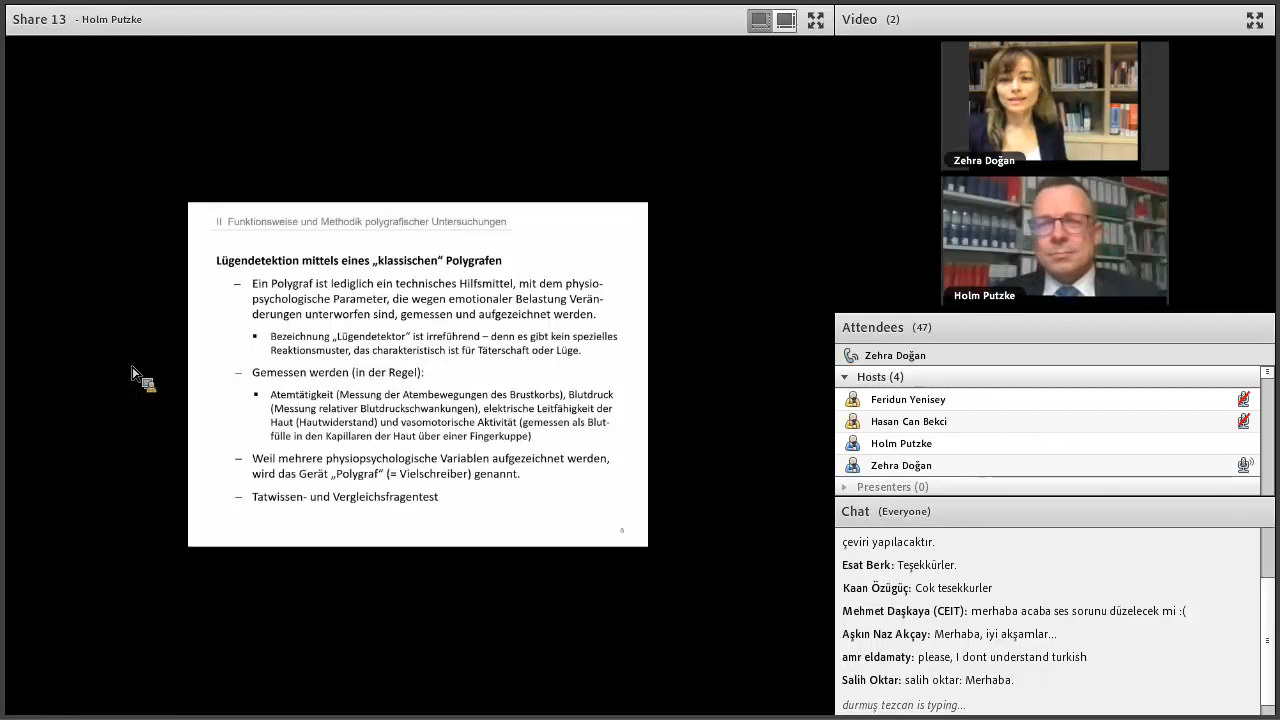 Share 13 - Holm Putzke
II Funktionsweise und Methodik polygrafischer Untersuchungen
Lügendetektion mittels eines „klassischen“ Polygrafen
– Ein Polygraf ist lediglich ein technisches Hilfsmittel, mit dem physio-
psychologische Parameter, die wegen emotionaler Belastung Verän-
derungen unterworfen sind, gemessen und aufgezeichnet werden.
▪ Bezeichnung „Lügendetektor“ ist irreführend – denn es gibt kein spezielles
Reaktionsmuster, das charakteristisch ist für Täterschaft oder Lüge.
– Gemessen werden (in der Regel):
▪ Atemtätigkeit (Messung der Atembewegungen des Brustkorbs), Blutdruck
(Messung relativer Blutdruckschwankungen), elektrische Leitfähigkeit der
Haut (Hautwiderstand) und vasomotorische Aktivität (gemessen als Blut-
fülle in den Kapillaren der Haut über einer Fingerkuppe)
– Weil mehrere physiopsychologische Variablen aufgezeichnet werden,
wird das Gerät „Polygraf“ (= Vielschreiber) genannt.
– Tatwissen- und Vergleichsfragentest
6
Video (2)
Zehra Doğan
Holm Putzke
Attendees (47)
Zehra Doğan
Hosts (4)
Feridun Yenisey
Hasan Can Bekci
Holm Putzke
Zehra Doğan
Presenters (0)
Chat (Everyone)
çeviri yapılacaktır.
Esat Berk: Teşekkürler.
Kaan Özügüç: Cok tesekkurler
Mehmet Daşkaya (CEIT): merhaba acaba ses sorunu düzelecek mi :(
Aşkın Naz Akçay: Merhaba, iyi akşamlar...
amr eldamaty: please, I dont understand turkish
Salih Oktar: salih oktar: Merhaba.
durmuş tezcan is typing...